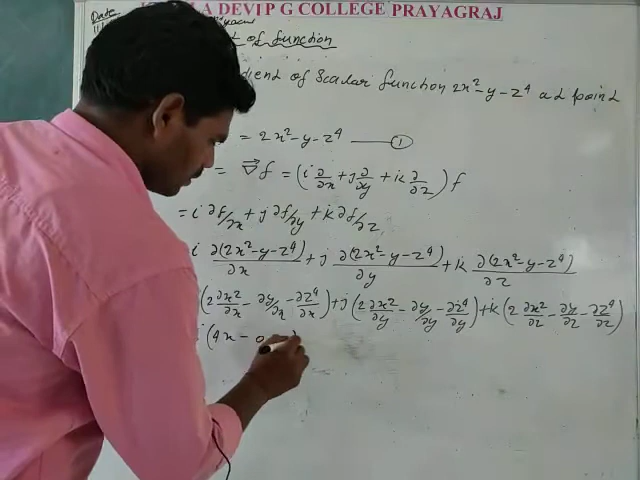 LA DEVI P G COLLEGE PRAYAGRAJ
Date
t of function
dient of Scalar function 2x²-y-z⁴ at point
= 2x²-y-z⁴ ——— ①
= ∇⃗f = (i ∂/∂x + j ∂/∂y + k ∂/∂z) f
= i ∂f/∂x + j ∂f/∂y + k ∂f/∂z
i ∂(2x²-y-z⁴)/∂x + j ∂(2x²-y-z⁴)/∂y + k ∂(2x²-y-z⁴)/∂z
(2∂x²/∂x - ∂y/∂x - ∂z⁴/∂x) + j (2∂x²/∂y - ∂y/∂y - ∂z⁴/∂y) + k (2 ∂x²/∂z - ∂y/∂z - ∂z⁴/∂z)
i (4x - 0